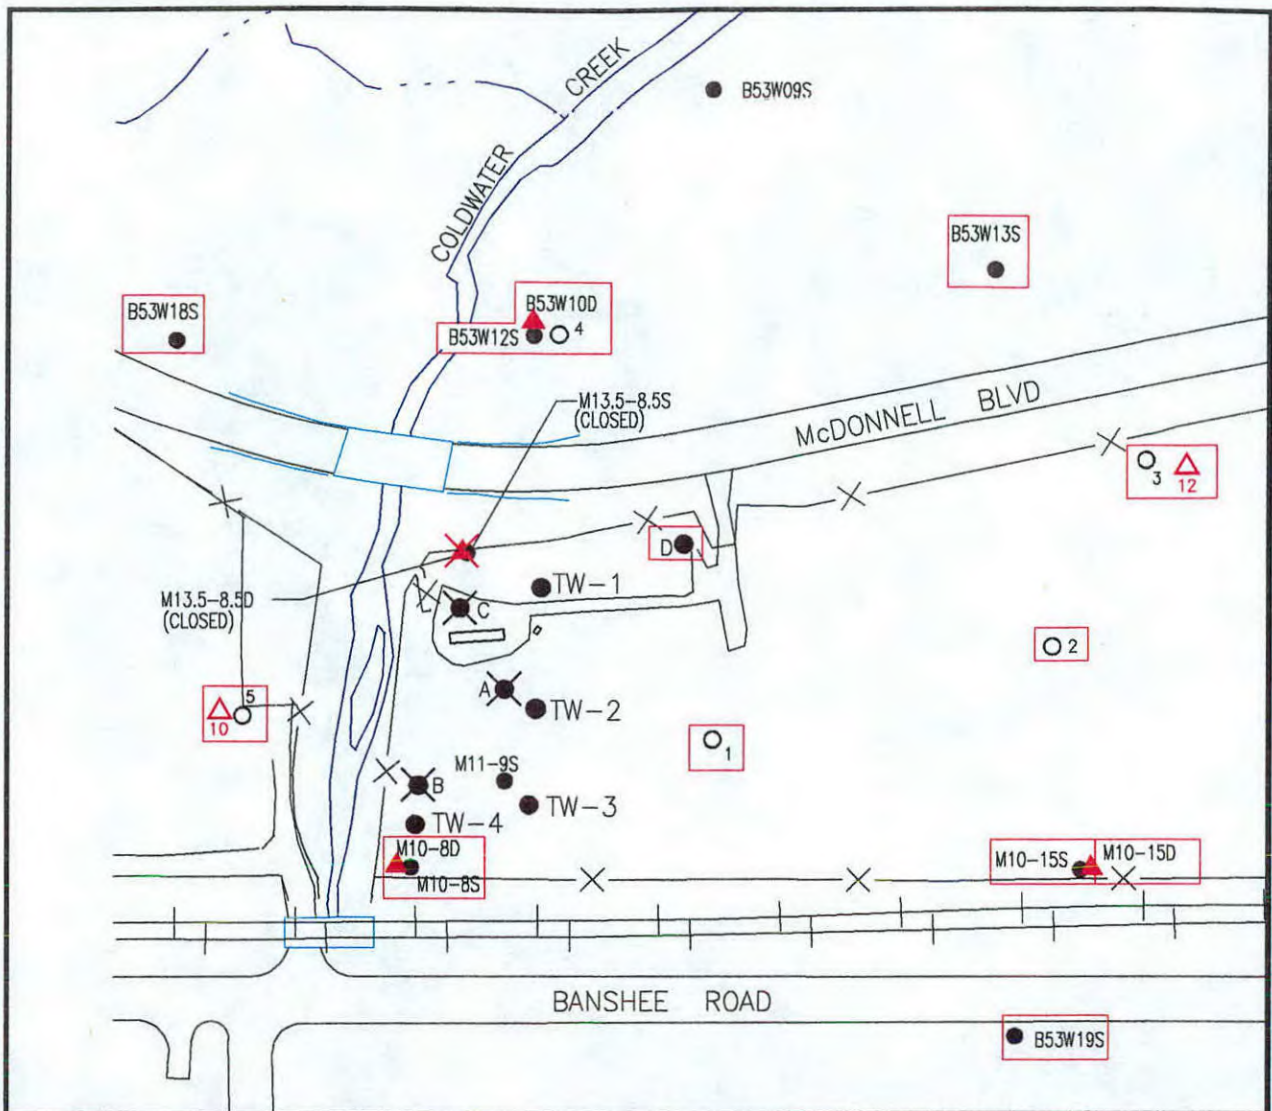 CREEK
COLDWATER
B53W09S
B53W13S
B53W18S
B53W10D
B53W12S
4
M13.5-8.5S
(CLOSED)
McDONNELL BLVD
3
12
D
TW-1
M13.5-8.5D
(CLOSED)
C
2
A
TW-2
5
10
1
M11-9S
B
TW-3
TW-4
M10-8D
M10-8S
M10-15S
M10-15D
BANSHEE ROAD
B53W19S